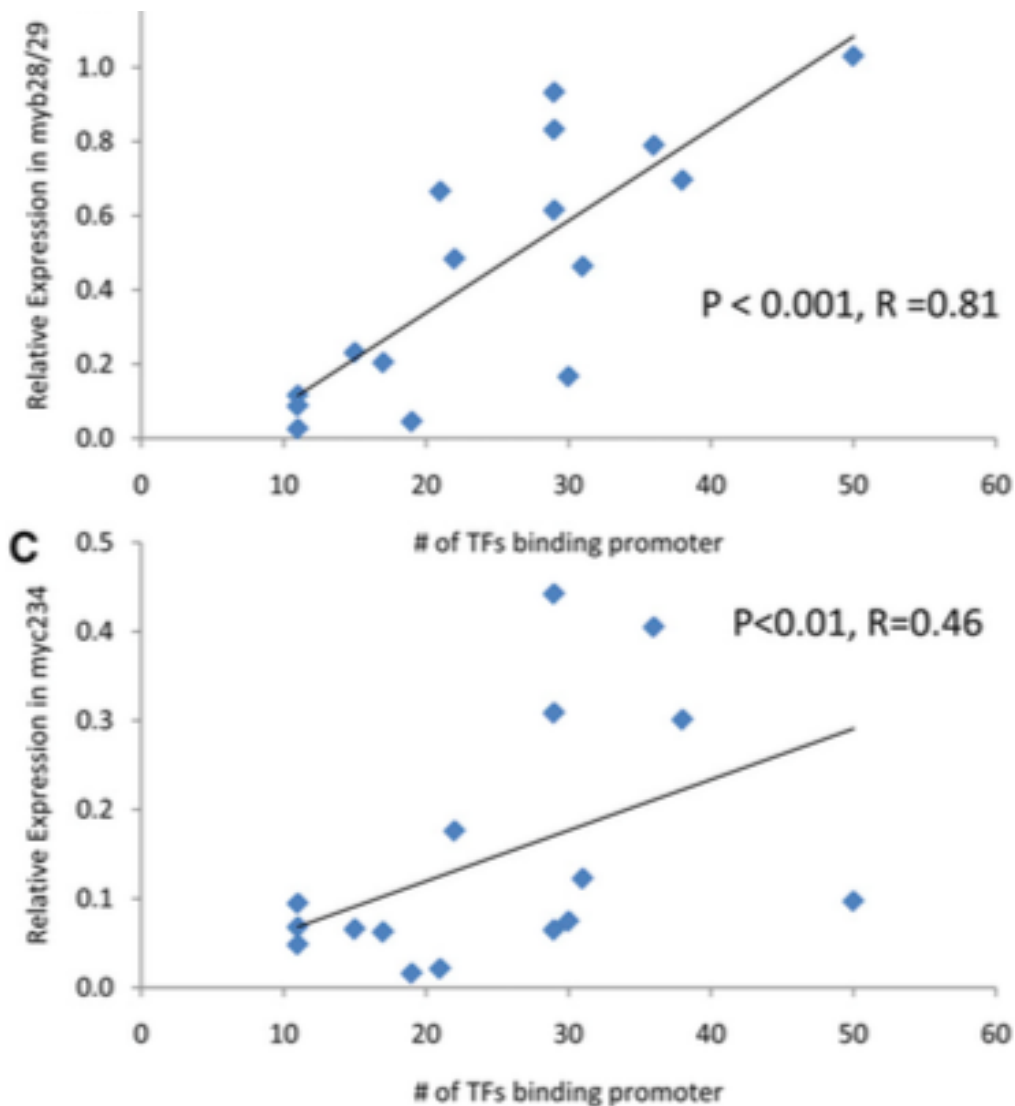 Relative Expression in myb28/29
1.0
0.8
0.6
0.4
0.2
0.0
P < 0.001, R =0.81
0 10 20 30 40 50 60
# of TFs binding promoter
C
Relative Expression in myc234
0.5
0.4
0.3
0.2
0.1
0.0
P<0.01, R=0.46
0 10 20 30 40 50 60
# of TFs binding promoter